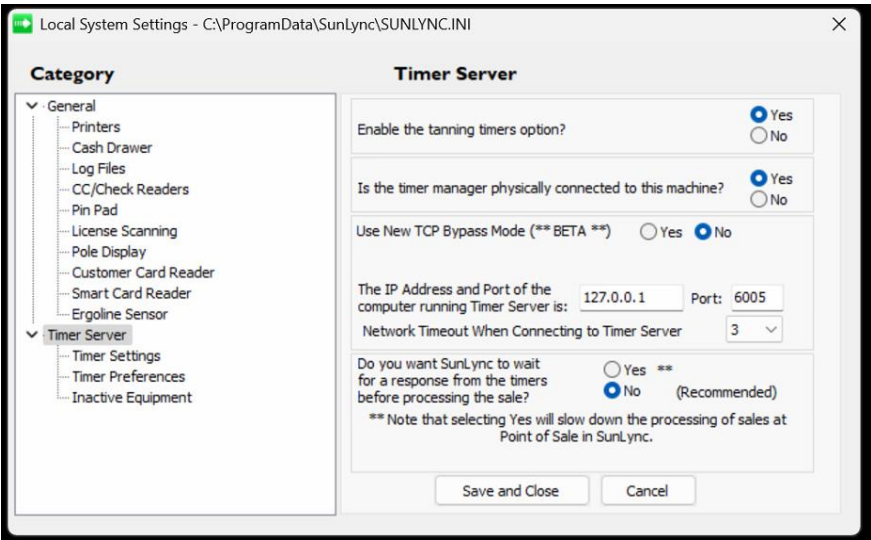 Local System Settings - C:\ProgramData\SunLync\SUNLYNC.INI
Category
General
Printers
Cash Drawer
Log Files
CC/Check Readers
Pin Pad
License Scanning
Pole Display
Customer Card Reader
Smart Card Reader
Ergoline Sensor
Timer Server
Timer Settings
Timer Preferences
Inactive Equipment
Timer Server
Enable the tanning timers option?
Yes
No
Is the timer manager physically connected to this machine?
Yes
No
Use New TCP Bypass Mode (** BETA **) Yes No
The IP Address and Port of the
computer running Timer Server is: 127.0.0.1 Port: 6005
Network Timeout When Connecting to Timer Server 3
Do you want SunLync to wait
for a response from the timers
before processing the sale?
Yes **
No (Recommended)
** Note that selecting Yes will slow down the processing of sales at
Point of Sale in SunLync.
Save and Close Cancel